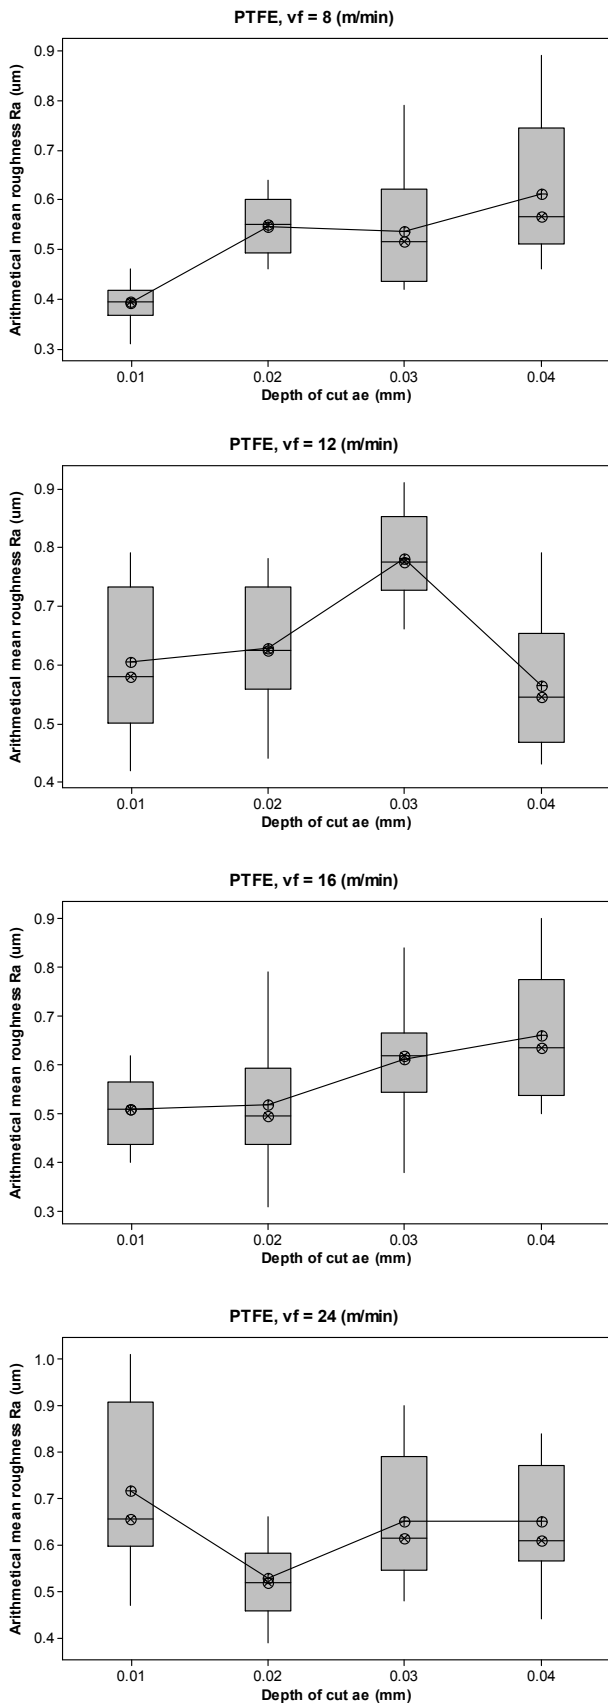 PTFE, vf = 8 (m/min)
Arithmetical mean roughness Ra (um)
0.9
0.8
0.7
0.6
0.5
0.4
0.3
0.01 0.02 0.03 0.04
Depth of cut ae (mm)
PTFE, vf = 12 (m/min)
Arithmetical mean roughness Ra (um)
0.9
0.8
0.7
0.6
0.5
0.4
0.01 0.02 0.03 0.04
Depth of cut ae (mm)
PTFE, vf = 16 (m/min)
Arithmetical mean roughness Ra (um)
0.9
0.8
0.7
0.6
0.5
0.4
0.3
0.01 0.02 0.03 0.04
Depth of cut ae (mm)
PTFE, vf = 24 (m/min)
Arithmetical mean roughness Ra (um)
1.0
0.9
0.8
0.7
0.6
0.5
0.4
0.01 0.02 0.03 0.04
Depth of cut ae (mm)